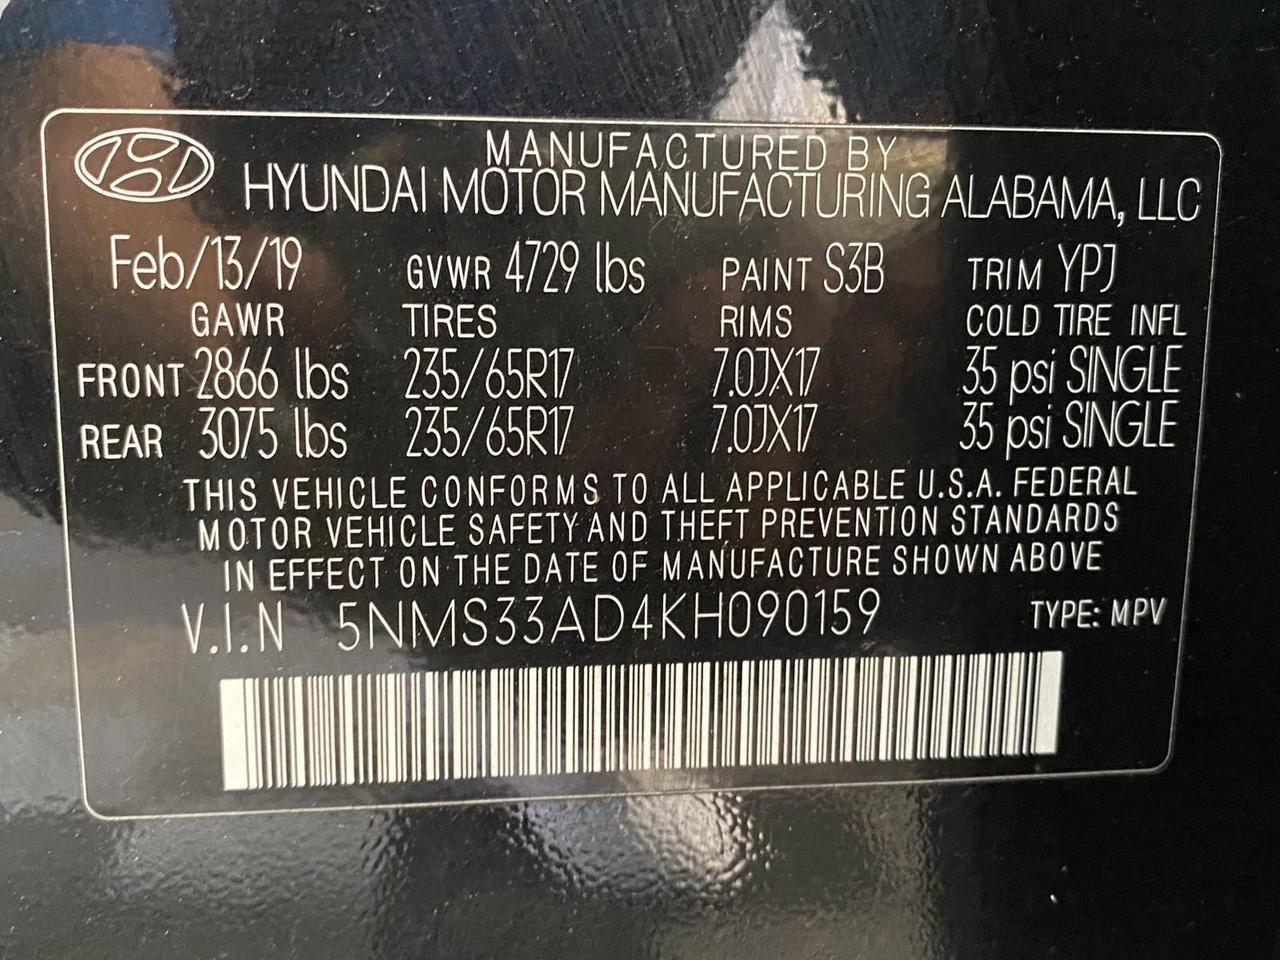 MANUFACTURED BY
HYUNDAI MOTOR MANUFACTURING ALABAMA, LLC
Feb/13/19 GVWR 4729 lbs PAINT S3B TRIM YPJ
GAWR TIRES RIMS COLD TIRE INFL
FRONT 2866 lbs 235/65R17 7.0JX17 35 psi SINGLE
REAR 3075 lbs 235/65R17 7.0JX17 35 psi SINGLE
THIS VEHICLE CONFORMS TO ALL APPLICABLE U.S.A. FEDERAL
MOTOR VEHICLE SAFETY AND THEFT PREVENTION STANDARDS
IN EFFECT ON THE DATE OF MANUFACTURE SHOWN ABOVE
V.I.N 5NMS33AD4KH090159 TYPE: MPV